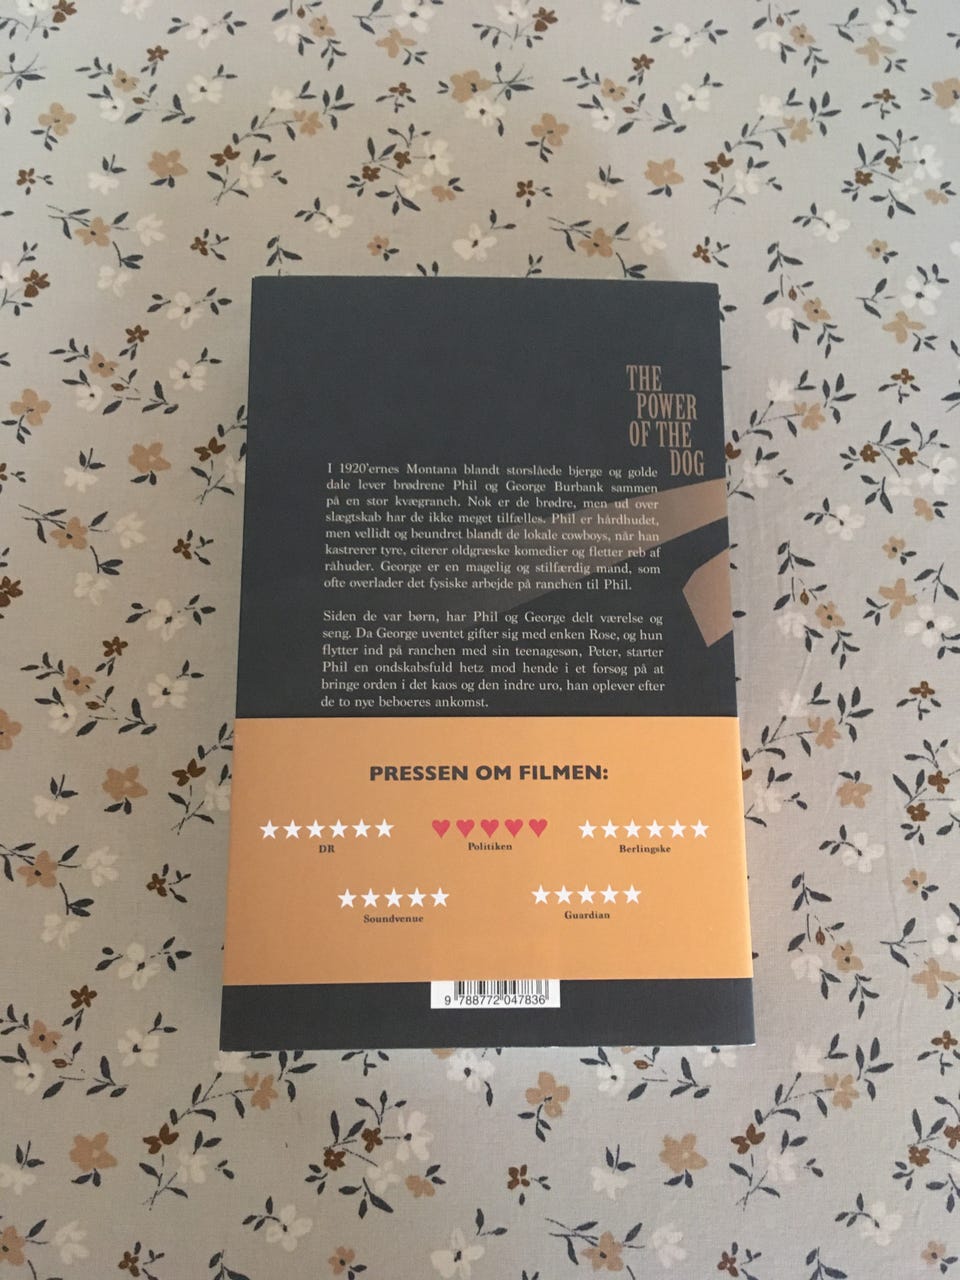 THE
POWER
OF THE
DOG
I 1920'ernes Montana blandt storslåede bjerge og golde
dale lever brødrene Phil og George Burbank sammen
på en stor kvægranch. Nok er de brødre, men ud over
slægtskab har de ikke meget tilfælles. Phil er hårdhudet,
men vellidt og beundret blandt de lokale cowboys, når han
kastrerer tyre, citerer oldgræske komedier og fletter reb af
råhuder. George er en magelig og stilfærdig mand, som
ofte overlader det fysiske arbejde på ranchen til Phil.
Siden de var børn, har Phil og George delt værelse og
seng. Da George uventet gifter sig med enken Rose, og hun
flytter ind på ranchen med sin teenagesøn, Peter, starter
Phil en ondskabsfuld hetz mod hende i et forsøg på at
bringe orden i det kaos og den indre uro, han oplever efter
de to nye beboeres ankomst.
PRESSEN OM FILMEN:
DR
Politiken
Berlingske
Soundvenue
Guardian
9 788772 047836